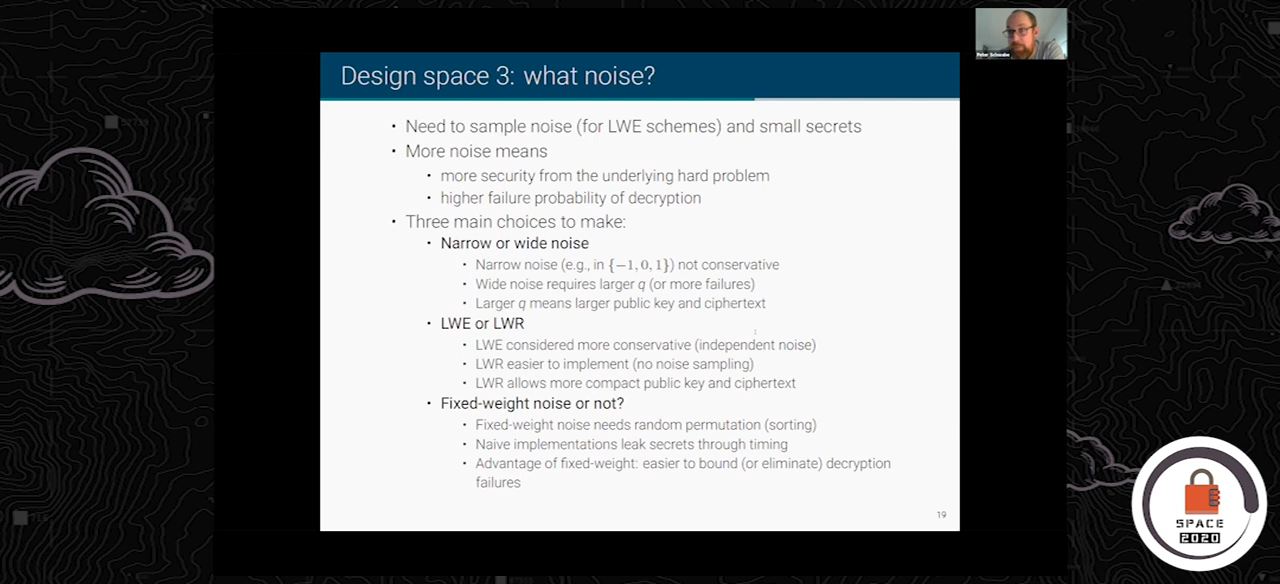 Peter Schwabe
Design space 3: what noise?
• Need to sample noise (for LWE schemes) and small secrets
• More noise means
• more security from the underlying hard problem
• higher failure probability of decryption
• Three main choices to make:
• Narrow or wide noise
• Narrow noise (e.g., in {−1, 0, 1}) not conservative
• Wide noise requires larger q (or more failures)
• Larger q means larger public key and ciphertext
• LWE or LWR
• LWE considered more conservative (independent noise)
• LWR easier to implement (no noise sampling)
• LWR allows more compact public key and ciphertext
• Fixed-weight noise or not?
• Fixed-weight noise needs random permutation (sorting)
• Naive implementations leak secrets through timing
• Advantage of fixed-weight: easier to bound (or eliminate) decryption
failures
19
SPACE
2020